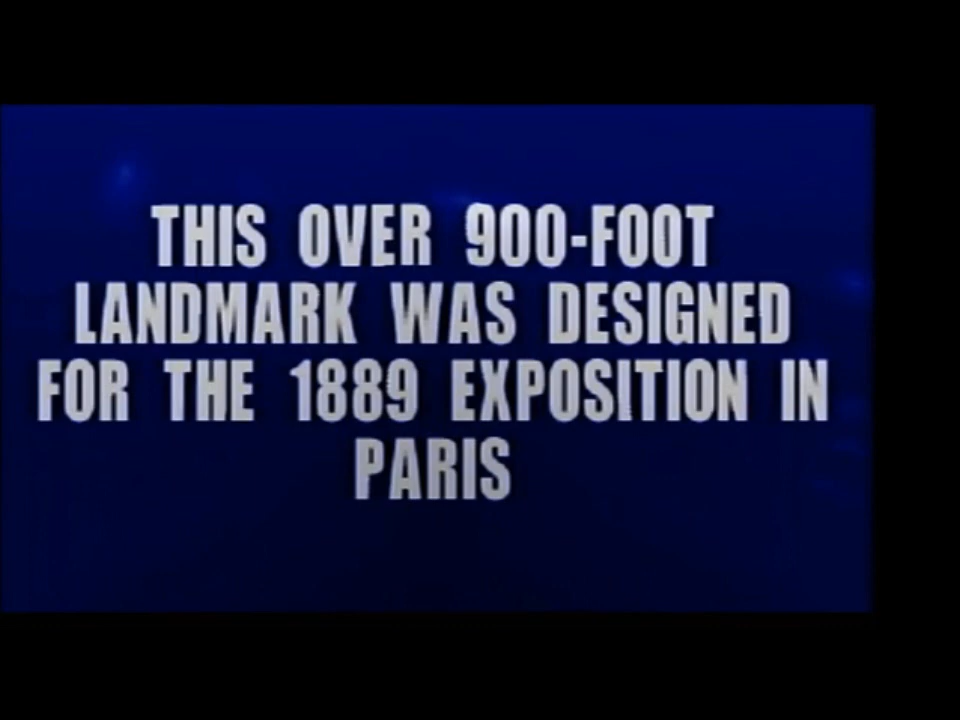 THIS OVER 900-FOOT
LANDMARK WAS DESIGNED
FOR THE 1889 EXPOSITION IN
PARIS